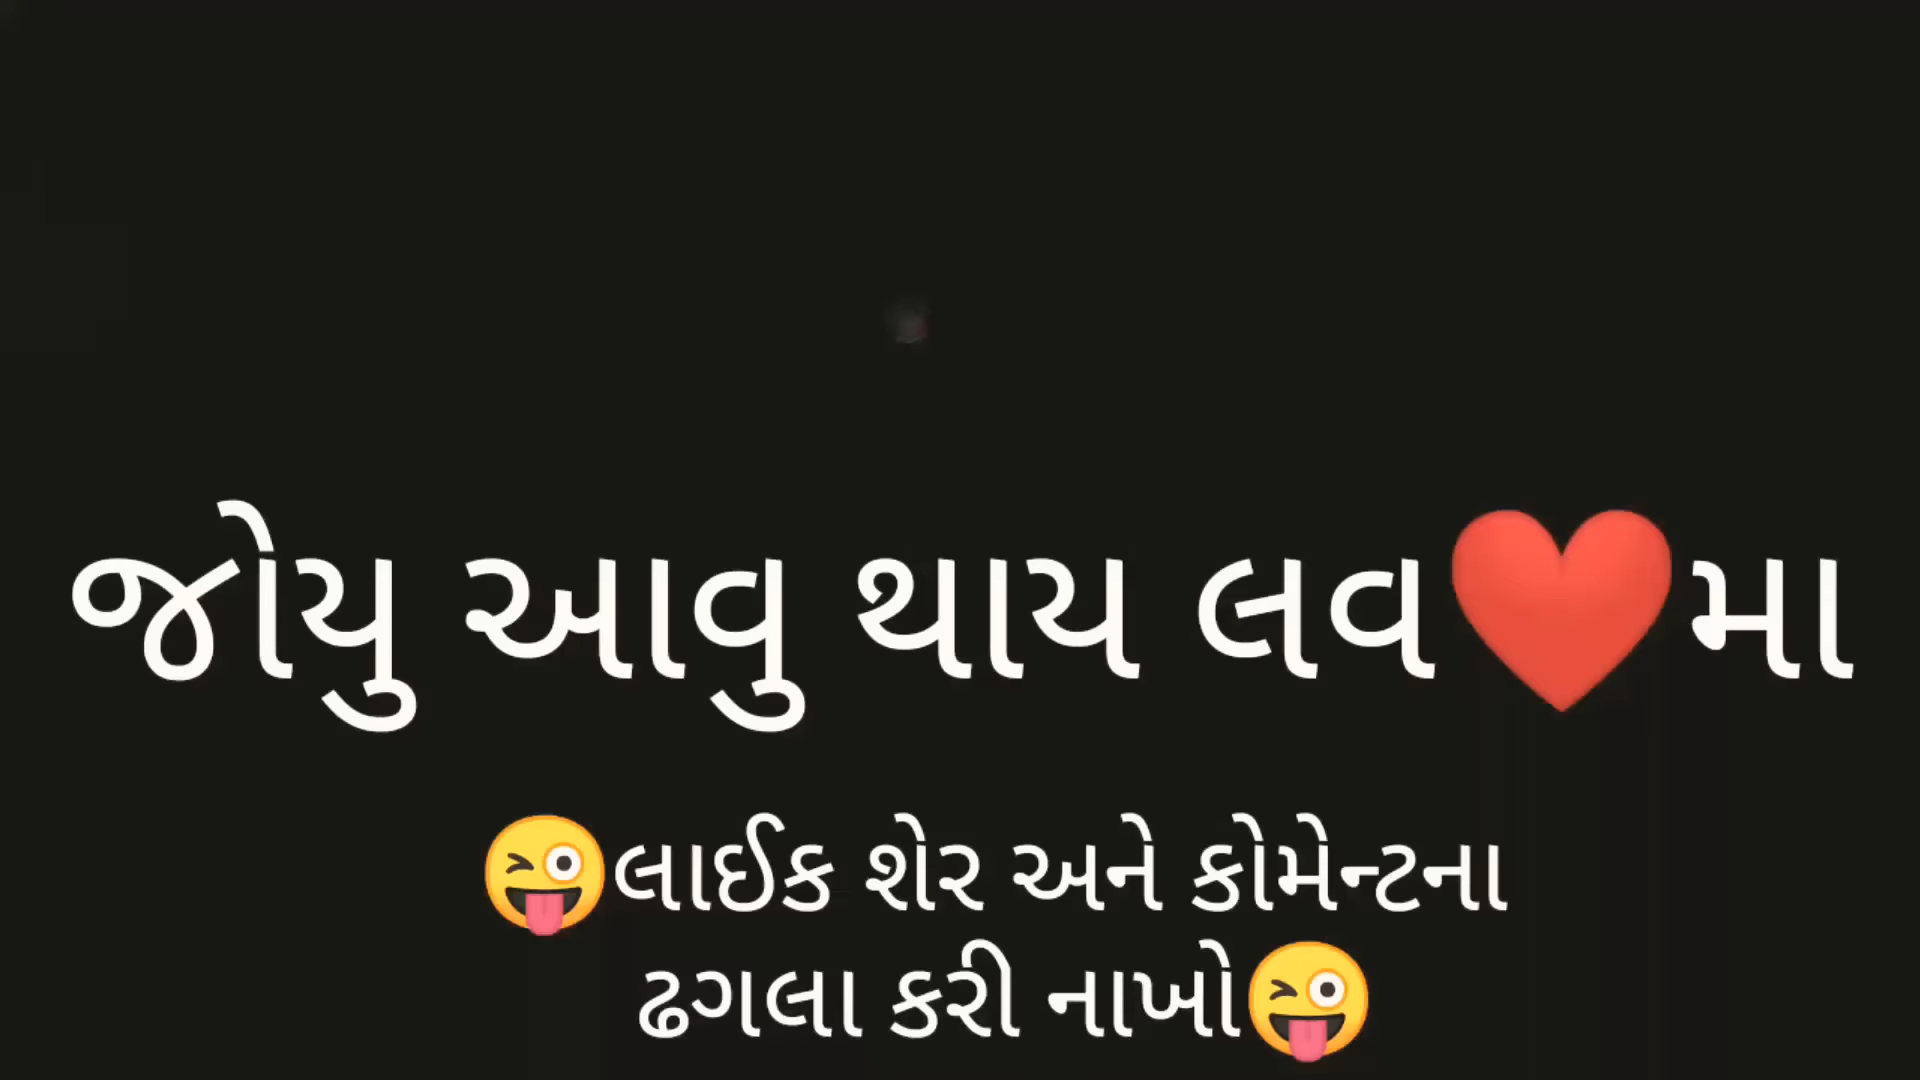 જોયુ આવુ થાય લવ❤️મા
😜લાઈક શેર અને કોમેન્ટના
ઢગલા કરી નાખો😜